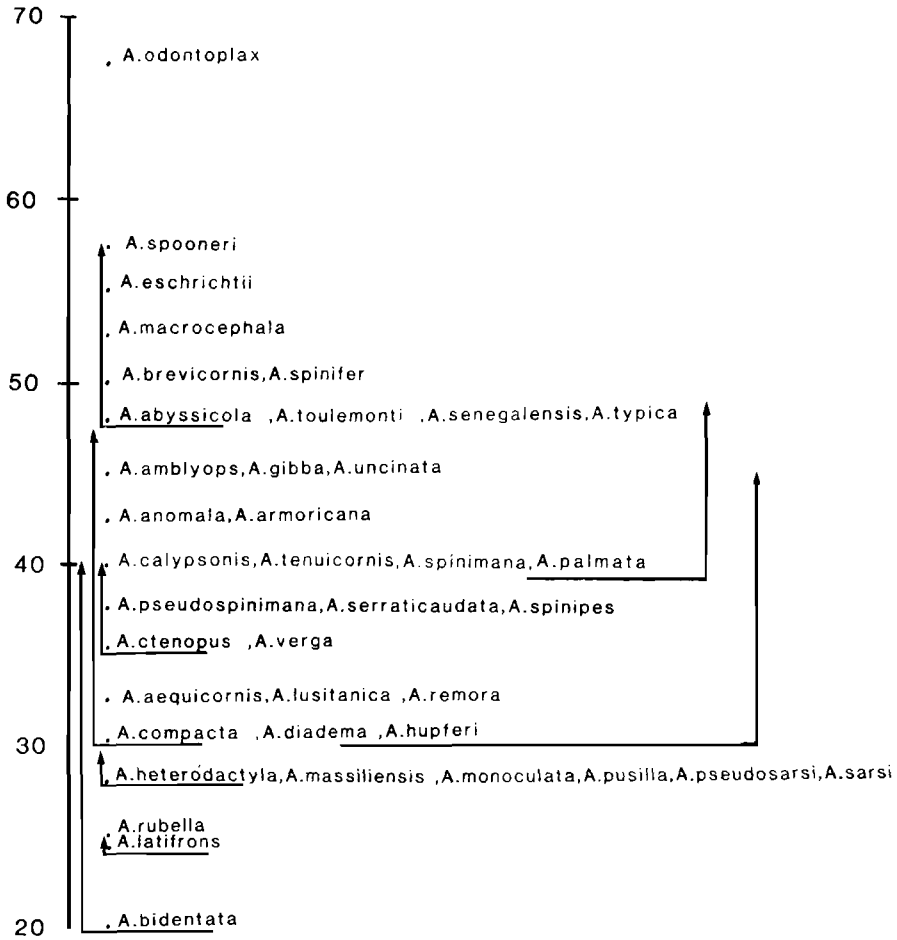 70
A.odontoplax
60
A.spooneri
A.eschrichtii
A.macrocephala
50
A.brevicornis,A.spinifer
A.abyssicola ,A.toulemonti ,A.senegalensis,A.typica
A.amblyops,A.gibba,A.uncinata
A.anomala,A.armoricana
40
A.calypsonis,A.tenuicornis,A.spinimana,A.palmata
A.pseudospinimana,A.serraticaudata,A.spinipes
A.ctenopus ,A.verga
A.aequicornis,A.lusitanica ,A.remora
30
A.compacta ,A.diadema ,A.hupferi
A.heterodactyla,A.massiliensis ,A.monoculata,A.pusilla,A.pseudosarsi,A.sarsi
A.rubella
A.latifrons
20
A.bidentata